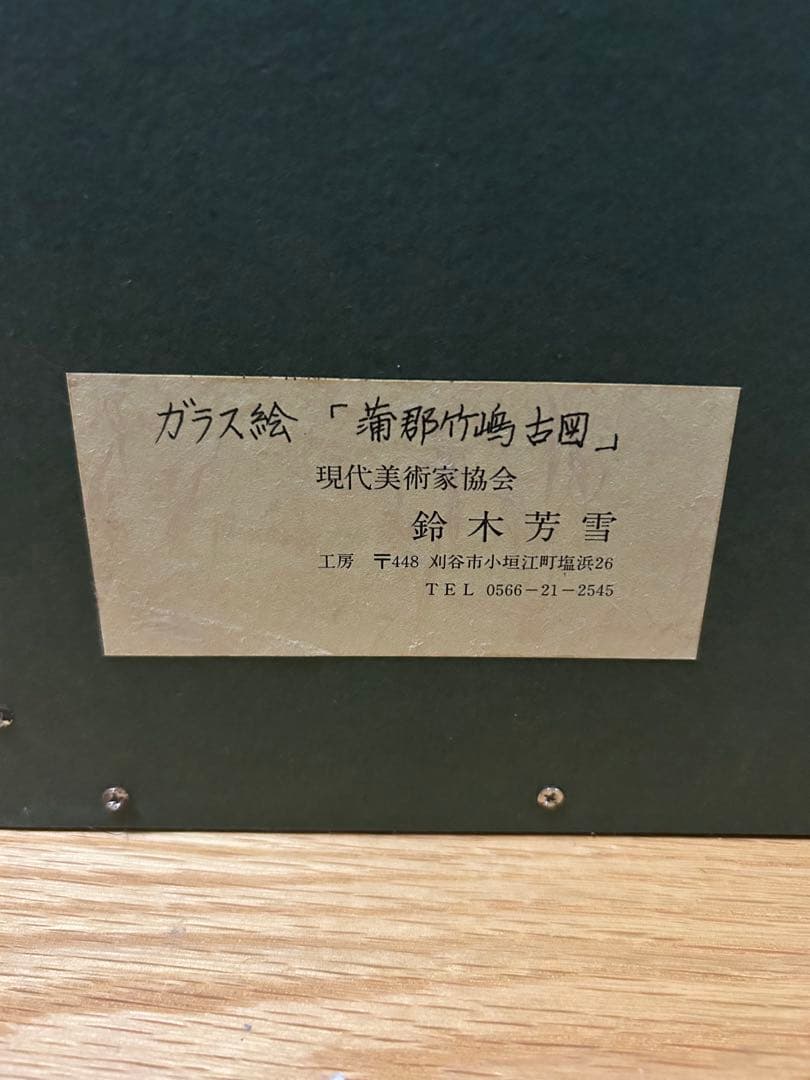 ガラス絵「蒲郡竹嶋古図」
現代美術家協会
鈴木芳雪
工房 〒448 刈谷市小垣江町塩浜26
TEL 0566-21-2545